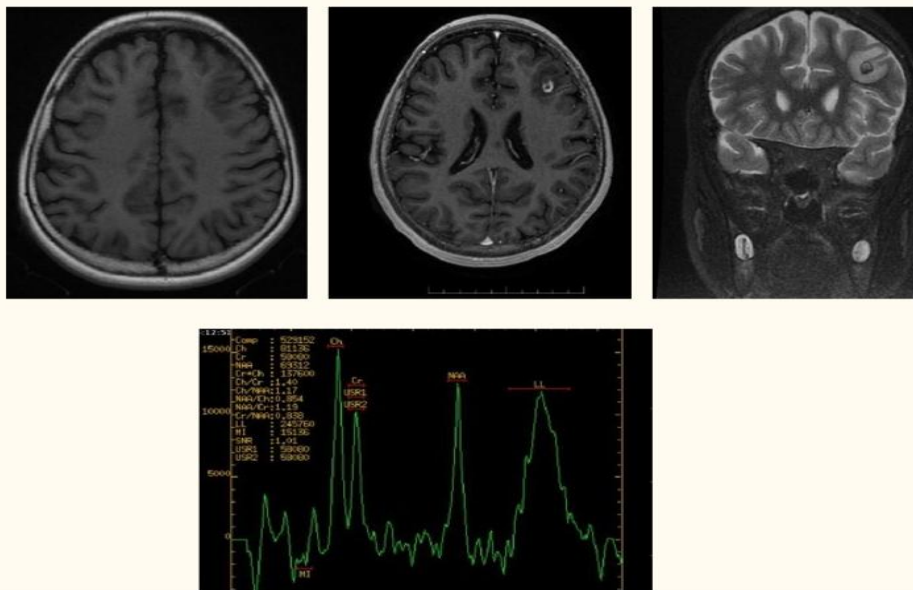 :12:53
15000
10000
5000
0
Comp : 529152
Ch : 81136
Cr : 58080
NAA : 69312
Cr+Ch : 137600
Ch/Cr :1.40
Ch/NAA:1.17
NAA/Ch:0.854
NAA/Cr:1.19
Cr/NAA:0.838
LL : 245760
MI : 15136
SNR :1.01
USR1 : 58080
USR2 : 58080
Ch
Cr
USR1
USR2
NAA
LL
MI